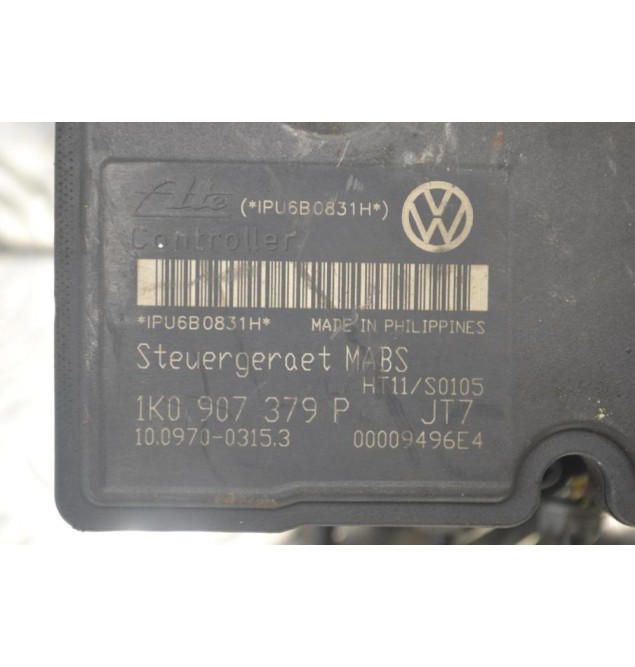 Ate (*IPU6B0831H*)
Controller
*IPU6B0831H* MADE IN PHILIPPINES
Steuergeraet MABS
HT11/S0105
1K0 907 379 P JT7
10.0970-0315.3 00009496E4